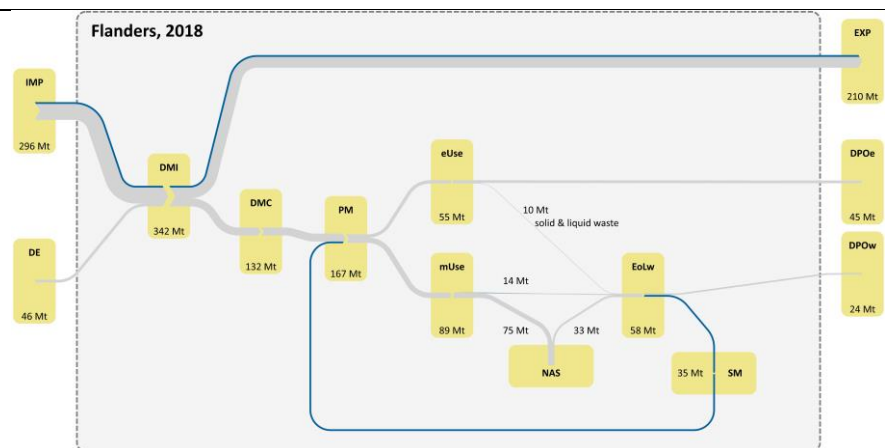 Flanders, 2018
EXP
210 Mt
IMP
296 Mt
DMI
342 Mt
eUse
55 Mt
DPOe
45 Mt
10 Mt
solid & liquid waste
DMC
132 Mt
PM
167 Mt
DE
46 Mt
mUse
89 Mt
14 Mt
EoLw
58 Mt
DPOw
24 Mt
75 Mt
33 Mt
NAS
35 Mt
SM